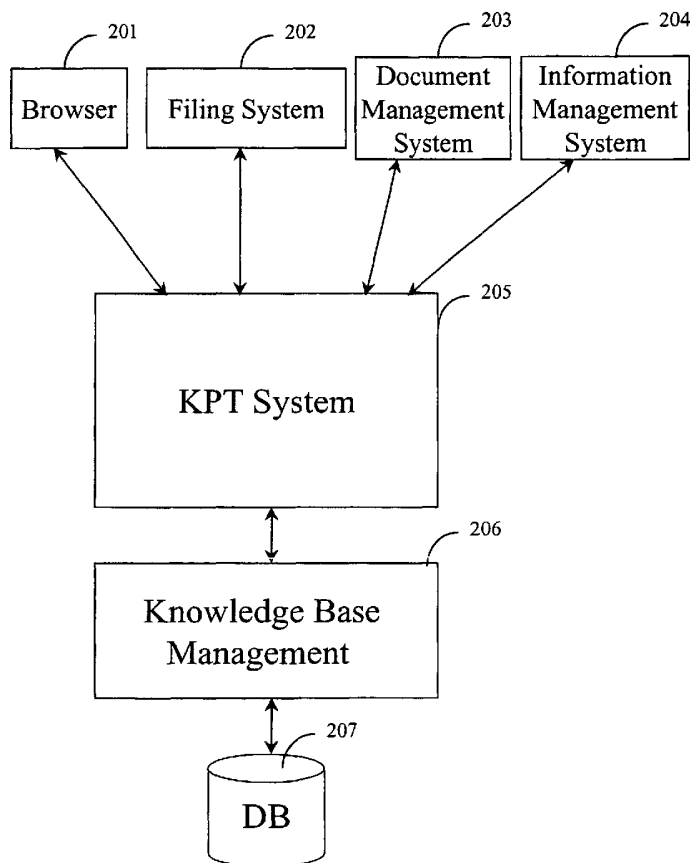 201
202
203
204
Browser
Filing System
Document
Management
System
Information
Management
System
205
KPT System
206
Knowledge Base
Management
207
DB